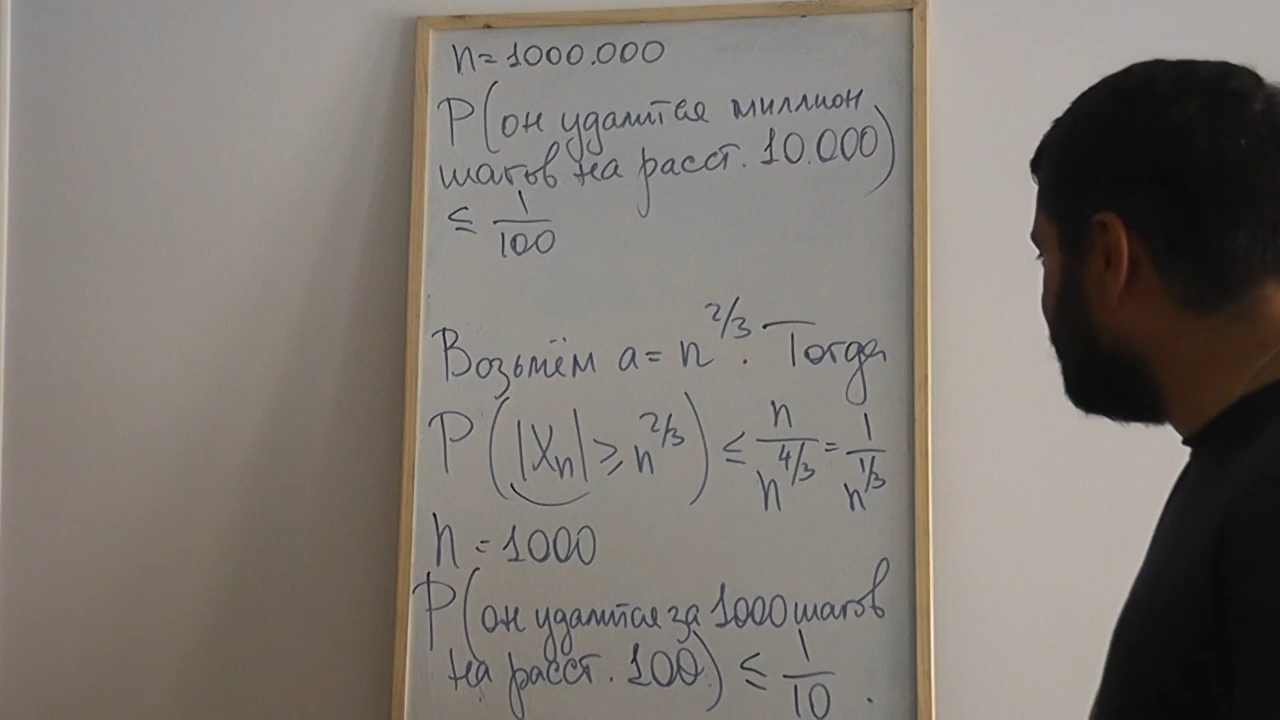 n=1000.000
P(он удалится миллион
шагов на расст. 10.000)
≤ 1/100
Возьмём a = n^{2/3}. Тогда
P(|X_n| ≥ n^{2/3}) ≤ n/n^{4/3} = 1/n^{1/3}
n = 1000
P(он удалится за 1000 шагов
на расст. 100) ≤ 1/10.